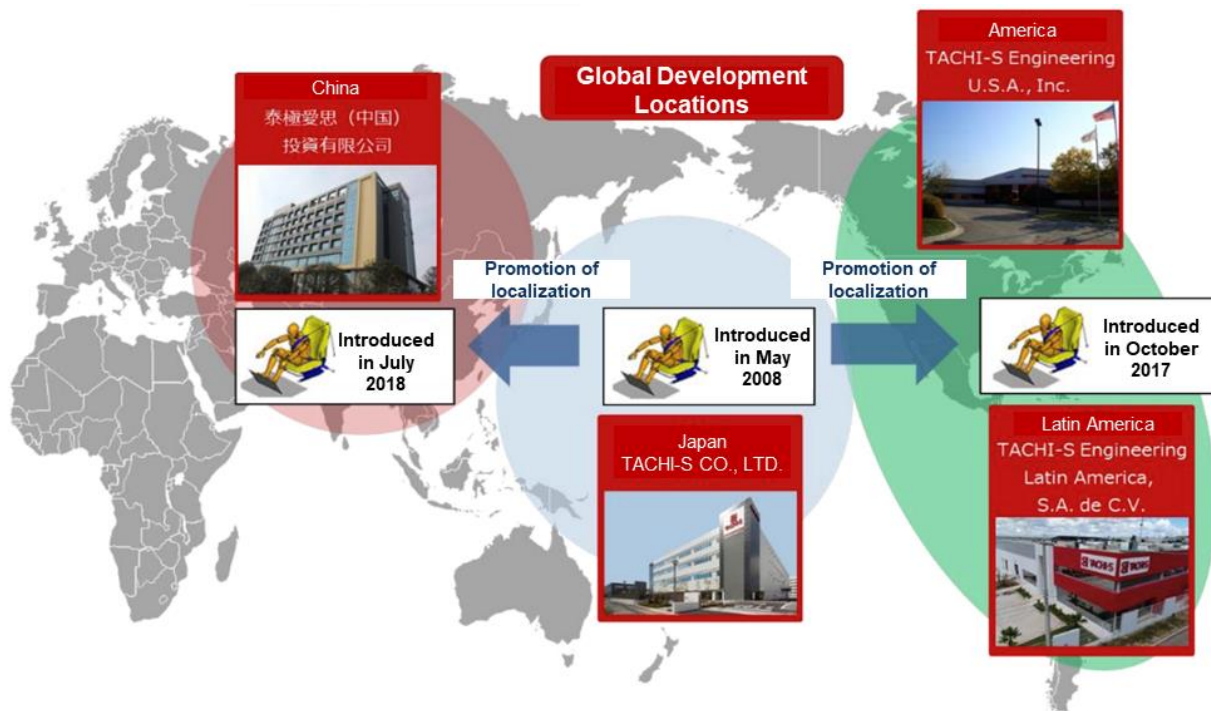 Global Development
Locations
China
泰極愛思（中国）
投資有限公司
America
TACHI-S Engineering
U.S.A., Inc.
Promotion of
localization
Promotion of
localization
Introduced
in July
2018
Introduced
in May
2008
Introduced
in October
2017
Japan
TACHI-S CO., LTD.
Latin America
TACHI-S Engineering
Latin America,
S.A. de C.V.
TACHI-S
TACHI-S